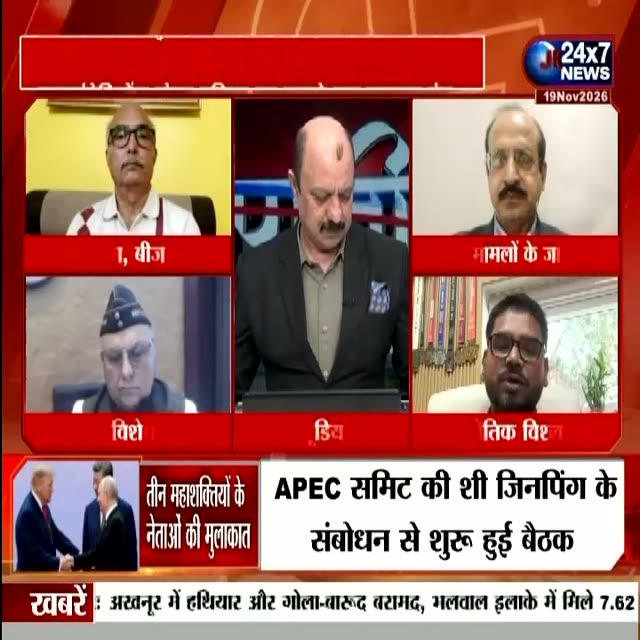 JK 24x7
NEWS
19Nov2026
ा, बीज
मामलों के ज
विशे
डिय
तिक विश्ल
तीन महाशक्तियों के
नेताओं की मुलाकात
APEC समिट की शी जिनपिंग के
संबोधन से शुरू हुई बैठक
खबरें
: अखनूर में हथियार और गोला-बारूद बरामद, भलवाल इलाके में मिले 7.62